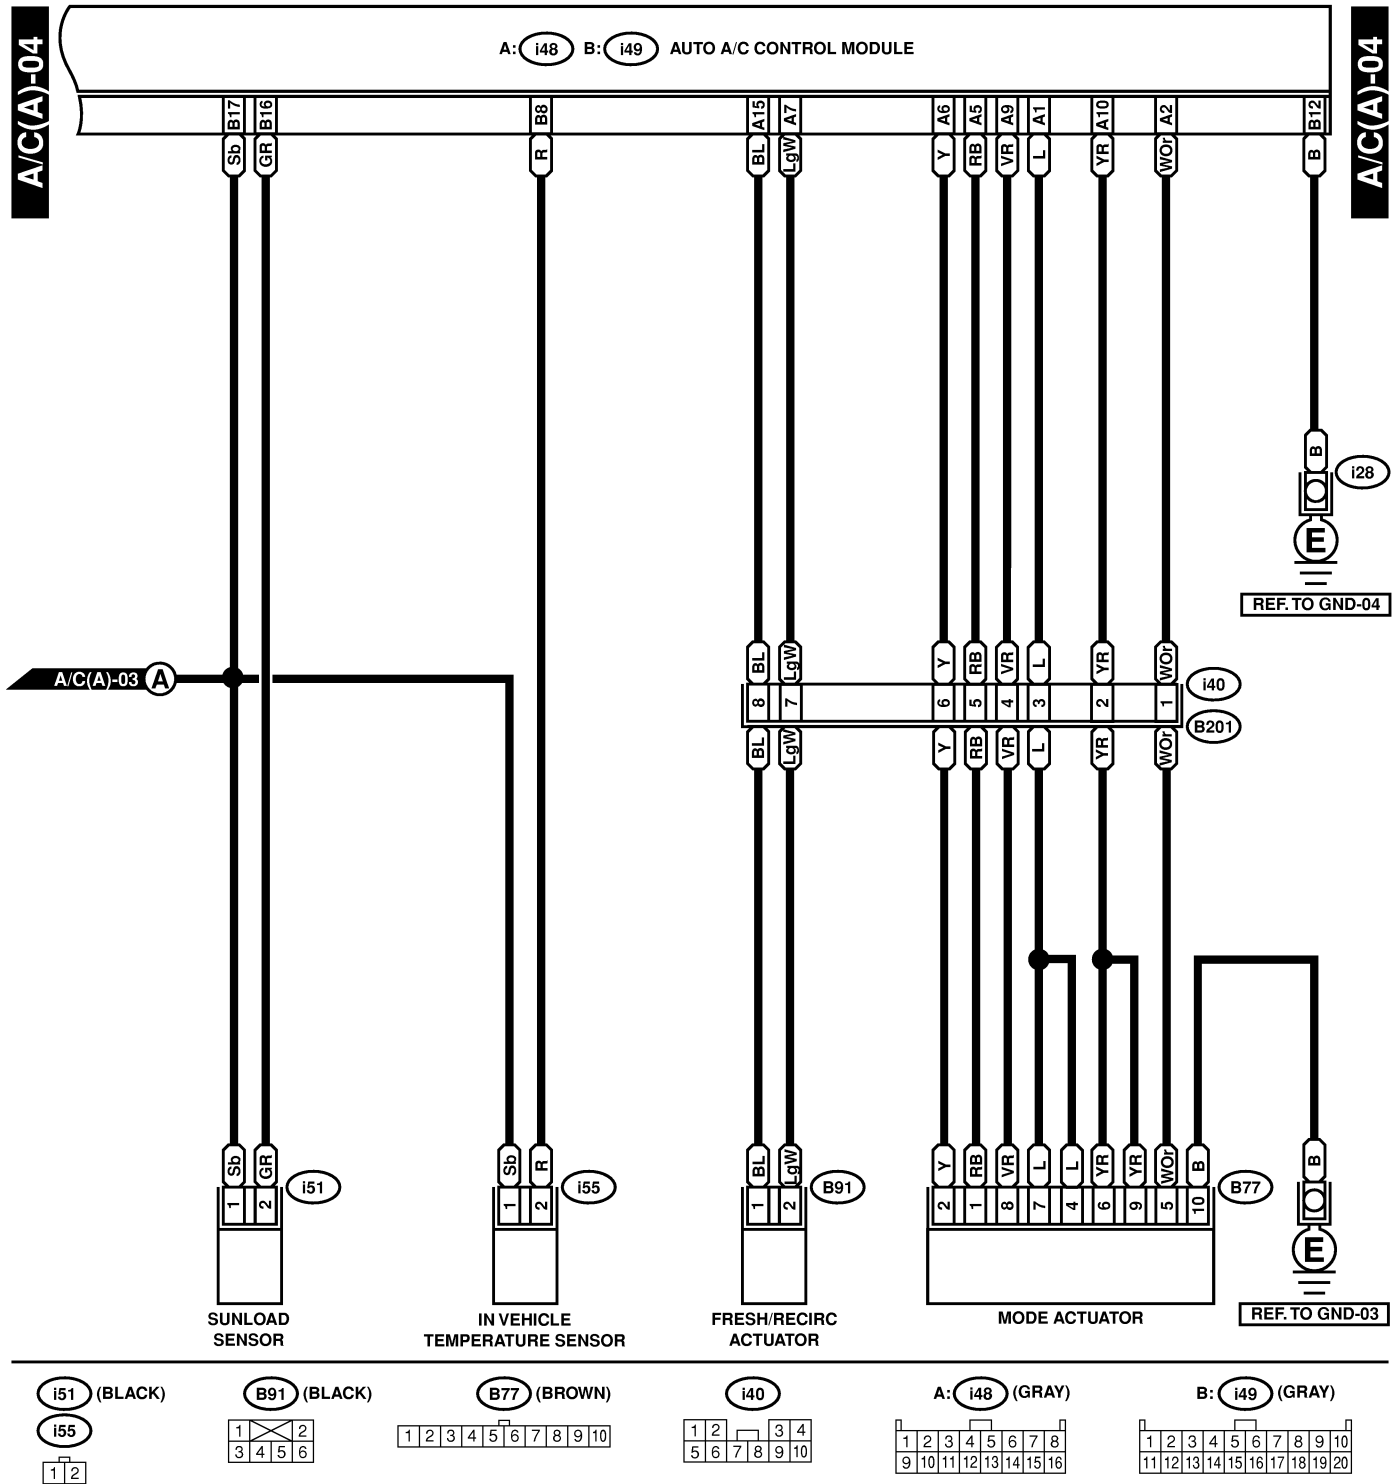 A/C(A)-04
A/C(A)-04
A: i48 B: i49 AUTO A/C CONTROL MODULE
B17 B16 B8 A15 A7 A6 A5 A9 A1 A10 A2 B12
Sb GR R BL LgW Y RB VR L YR WOr B
B
i28
E
REF. TO GND-04
A/C(A)-03 A
BL LgW Y RB VR L YR WOr
8 7 6 5 4 3 2 1
i40
B201
BL LgW Y RB VR L YR WOr
Sb GR Sb R BL LgW Y RB VR L L YR YR WOr B B
1 2 i51 1 2 i55 1 2 B91 2 1 8 7 4 6 9 5 10 B77
E
REF. TO GND-03
SUNLOAD
SENSOR
IN VEHICLE
TEMPERATURE SENSOR
FRESH/RECIRC
ACTUATOR
MODE ACTUATOR
i51 (BLACK)
i55
1 2
B91 (BLACK)
1 2
3 4 5 6
B77 (BROWN)
1 2 3 4 5 6 7 8 9 10
i40
1 2 3 4
5 6 7 8 9 10
A: i48 (GRAY)
1 2 3 4 5 6 7 8
9 10 11 12 13 14 15 16
B: i49 (GRAY)
1 2 3 4 5 6 7 8 9 10
11 12 13 14 15 16 17 18 19 20